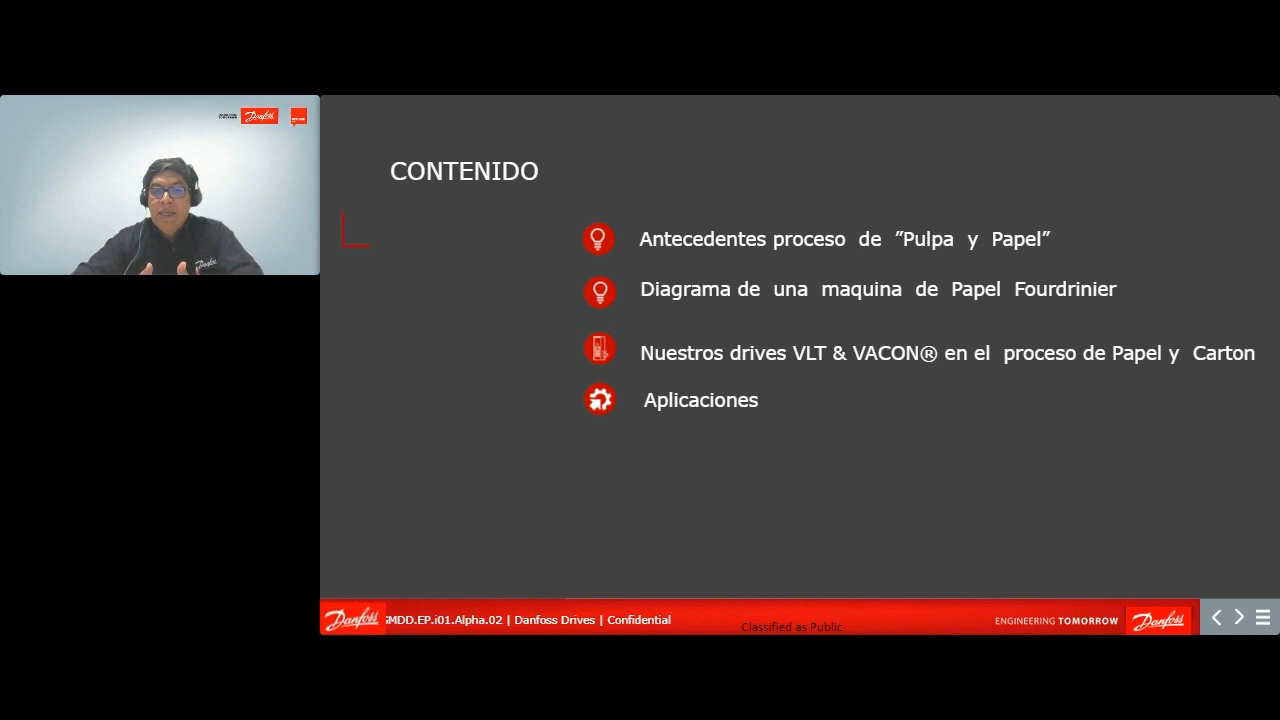 Danfoss
CONTENIDO
Antecedentes proceso de ”Pulpa y Papel”
Diagrama de una maquina de Papel Fourdrinier
Nuestros drives VLT & VACON® en el proceso de Papel y Carton
Aplicaciones
Danfoss
Danfoss
SMDD.EP.i01.Alpha.02 | Danfoss Drives | Confidential
Classified as Public
ENGINEERING TOMORROW
Danfoss